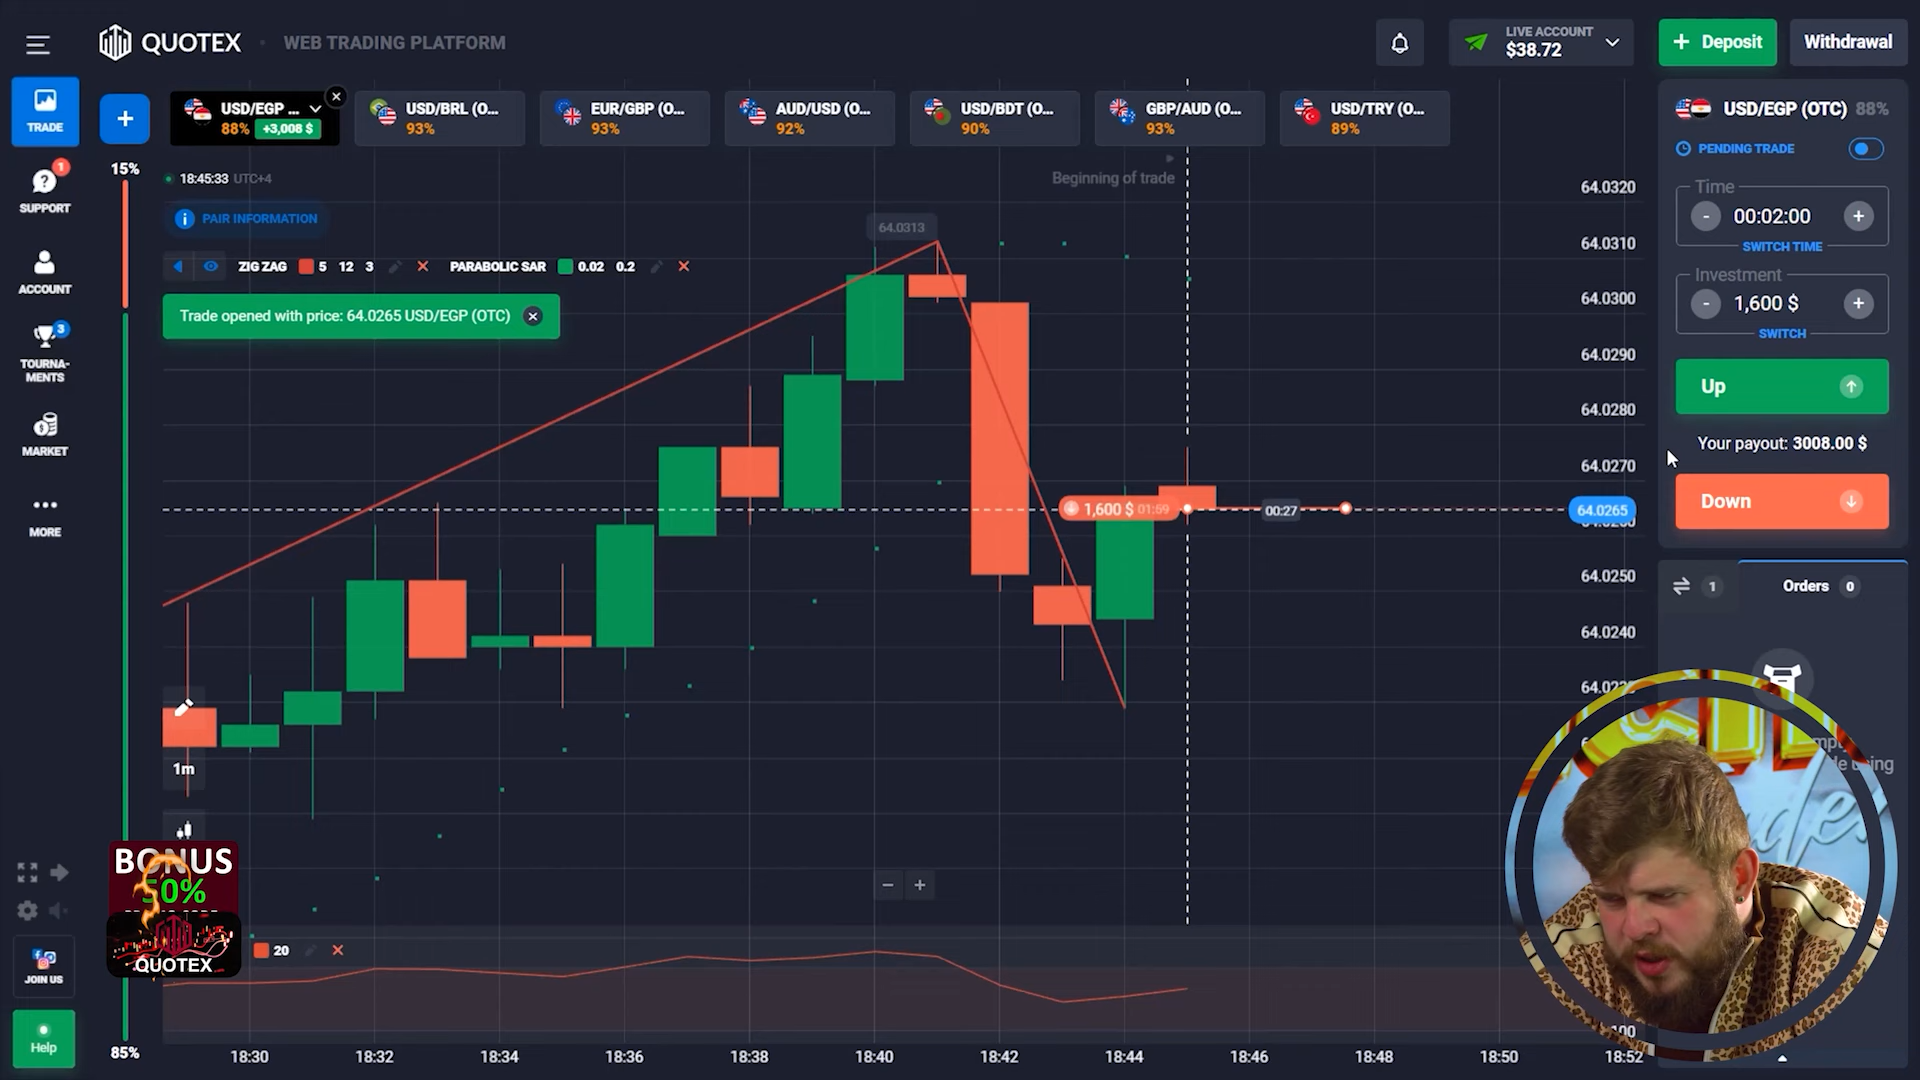 QUOTEX
WEB TRADING PLATFORM
LIVE ACCOUNT
$38.72
+ Deposit
Withdrawal
TRADE
+
USD/EGP ...
88% +3,008 $
USD/BRL (O...
93%
EUR/GBP (O...
93%
AUD/USD (O...
92%
USD/BDT (O...
90%
GBP/AUD (O...
93%
USD/TRY (O...
89%
USD/EGP (OTC) 88%
PENDING TRADE
Time
- 00:02:00 +
SWITCH TIME
Investment
- 1,600 $ +
SWITCH
Up
Your payout: 3008.00 $
Down
1
Orders 0
1
SUPPORT
ACCOUNT
3
TOURNA-
MENTS
MARKET
MORE
15%
18:45:33 UTC+4
Beginning of trade
PAIR INFORMATION
ZIG ZAG 5 12 3
PARABOLIC SAR 0.02 0.2
Trade opened with price: 64.0265 USD/EGP (OTC)
64.0313
64.0320
64.0310
64.0300
64.0290
64.0280
64.0270
64.0265
64.0250
64.0240
1,600 $ 01:59
00:27
1m
BONUS
50%
QUOTEX
20
JOIN US
Help
85%
18:30
18:32
18:34
18:36
18:38
18:40
18:42
18:44
18:46
18:48
18:50
18:52